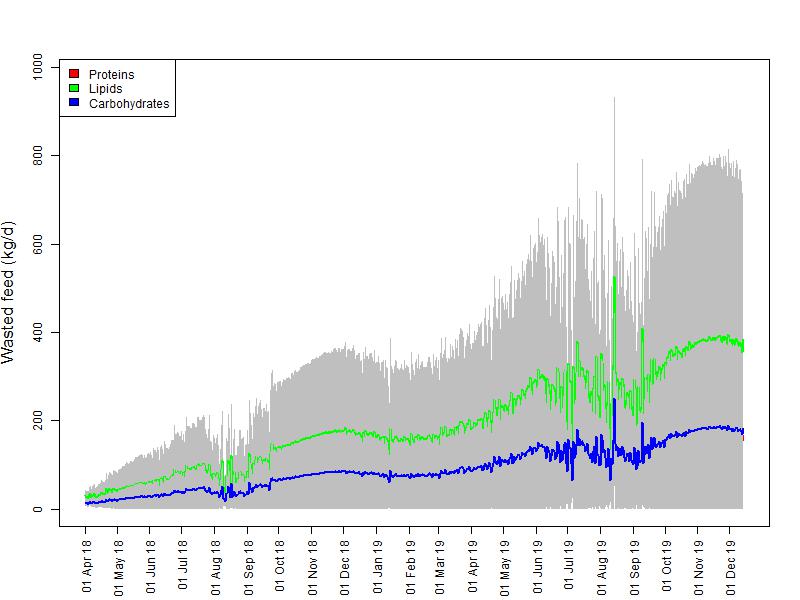 1000
800
600
400
200
0
Wasted feed (kg/d)
Proteins
Lipids
Carbohydrates
01 Apr 18
01 May 18
01 Jun 18
01 Jul 18
01 Aug 18
01 Sep 18
01 Oct 18
01 Nov 18
01 Dec 18
01 Jan 19
01 Feb 19
01 Mar 19
01 Apr 19
01 May 19
01 Jun 19
01 Jul 19
01 Aug 19
01 Sep 19
01 Oct 19
01 Nov 19
01 Dec 19